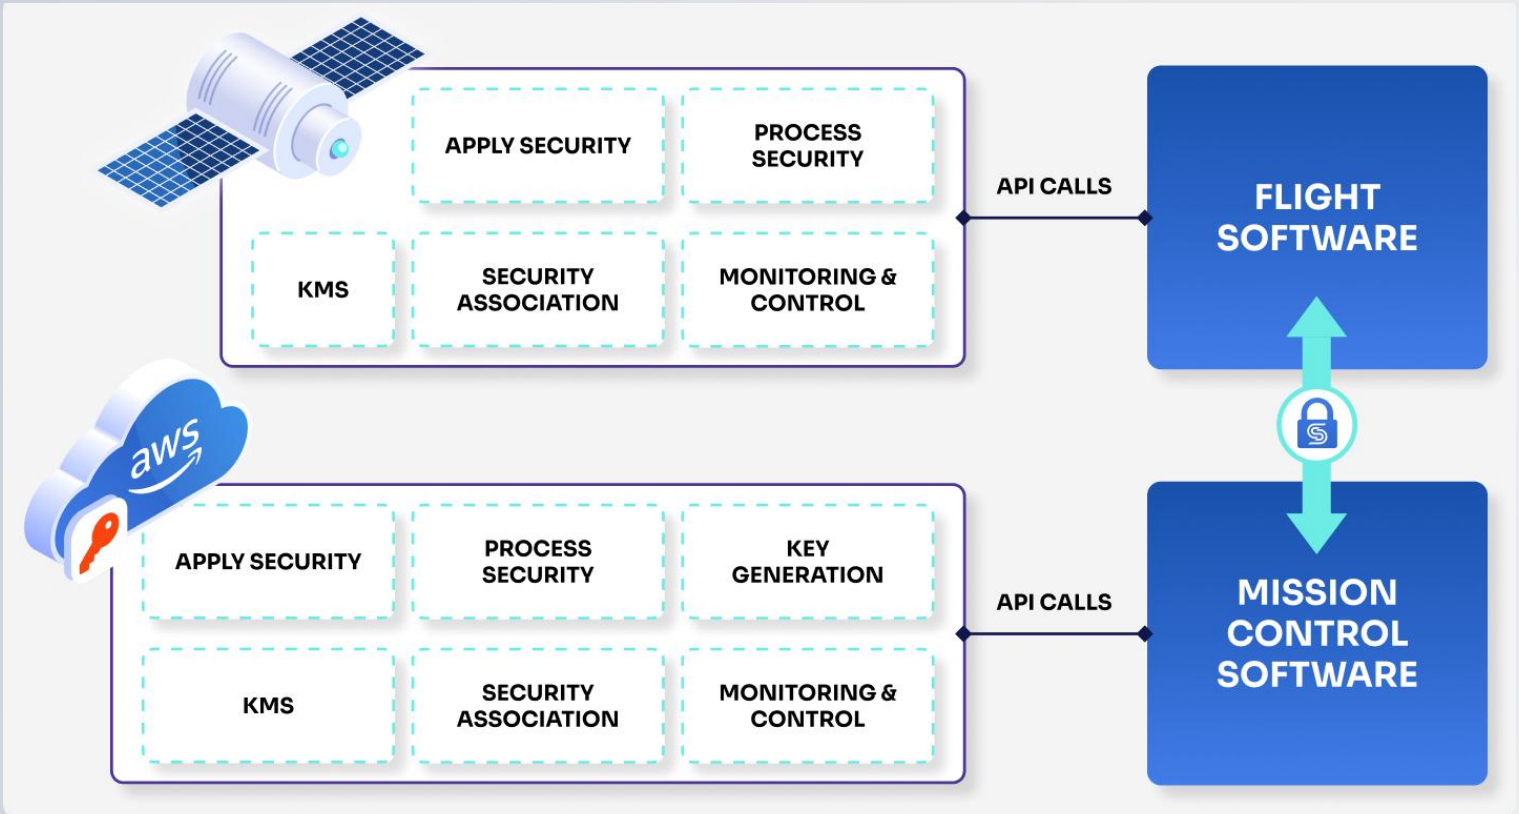 APPLY SECURITY
PROCESS
SECURITY
KMS
SECURITY
ASSOCIATION
MONITORING &
CONTROL
API CALLS
FLIGHT
SOFTWARE
aws
APPLY SECURITY
PROCESS
SECURITY
KEY
GENERATION
KMS
SECURITY
ASSOCIATION
MONITORING &
CONTROL
API CALLS
MISSION
CONTROL
SOFTWARE